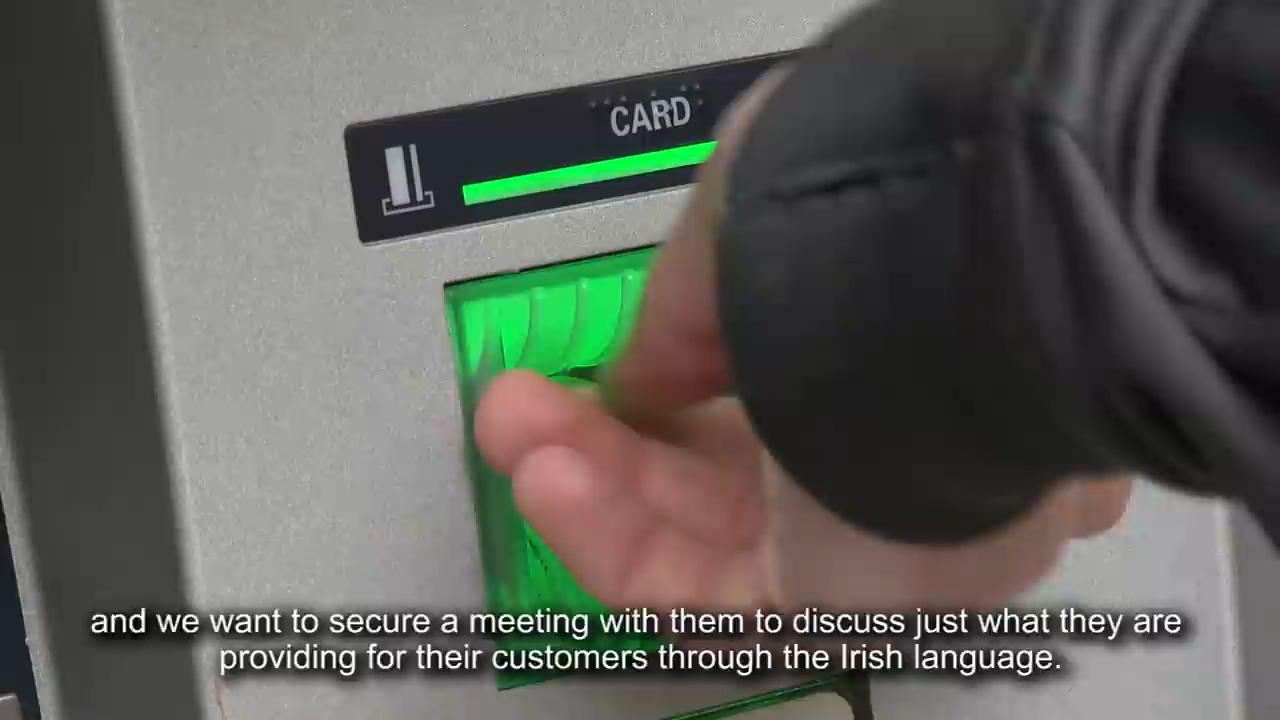 CARD
and we want to secure a meeting with them to discuss just what they are
providing for their customers through the Irish language.